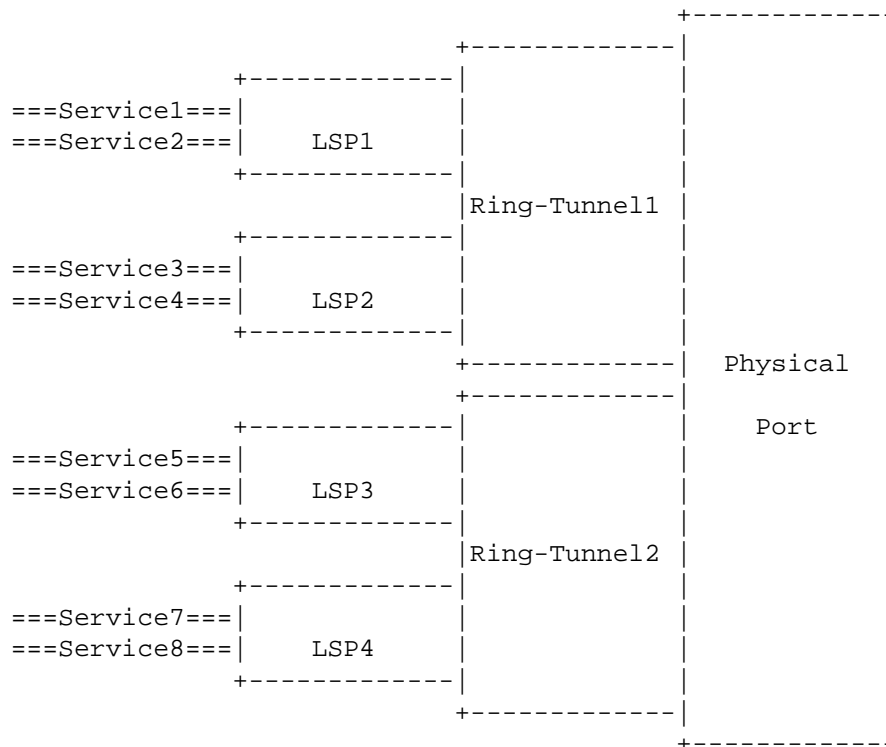 ===Service1===
===Service2===
LSP1
Ring-Tunnel1
===Service3===
===Service4===
LSP2
Physical
Port
===Service5===
===Service6===
LSP3
Ring-Tunnel2
===Service7===
===Service8===
LSP4